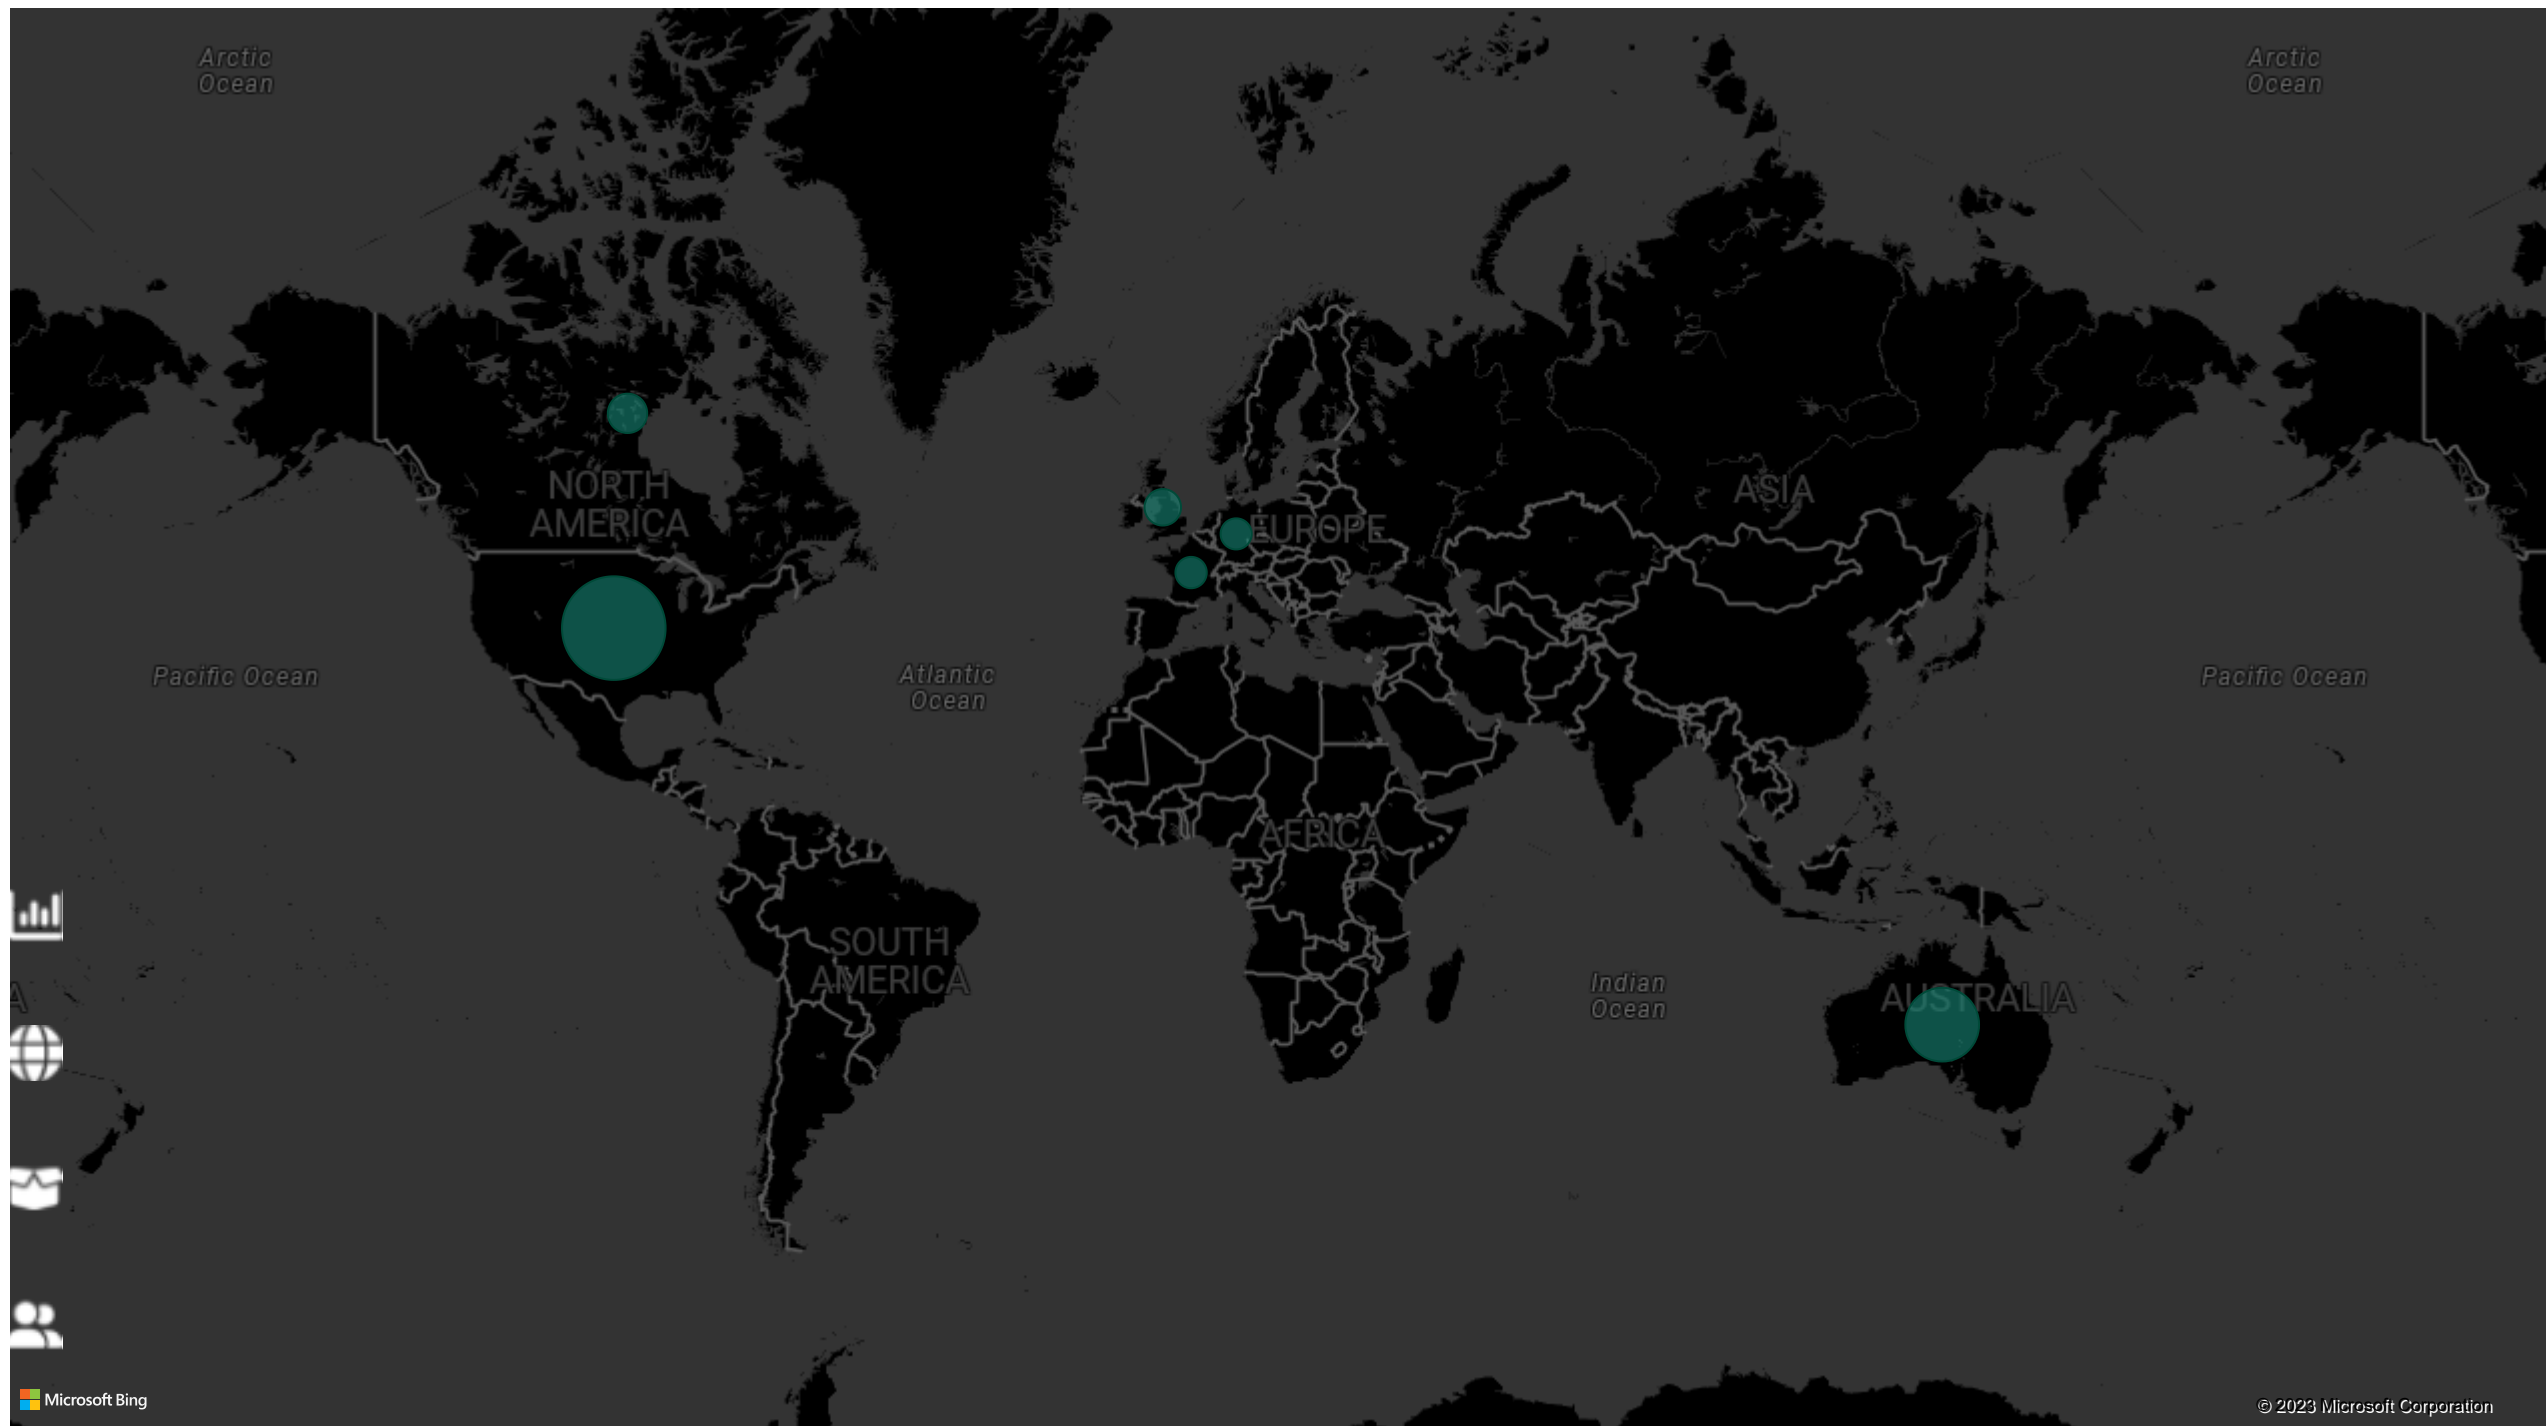 Arctic
Ocean
Arctic
Ocean
NORTH
AMERICA
ASIA
EUROPE
Pacific Ocean
Atlantic
Ocean
Pacific Ocean
AFRICA
SOUTH
AMERICA
Indian
Ocean
AUSTRALIA
A
Microsoft Bing
© 2023 Microsoft Corporation